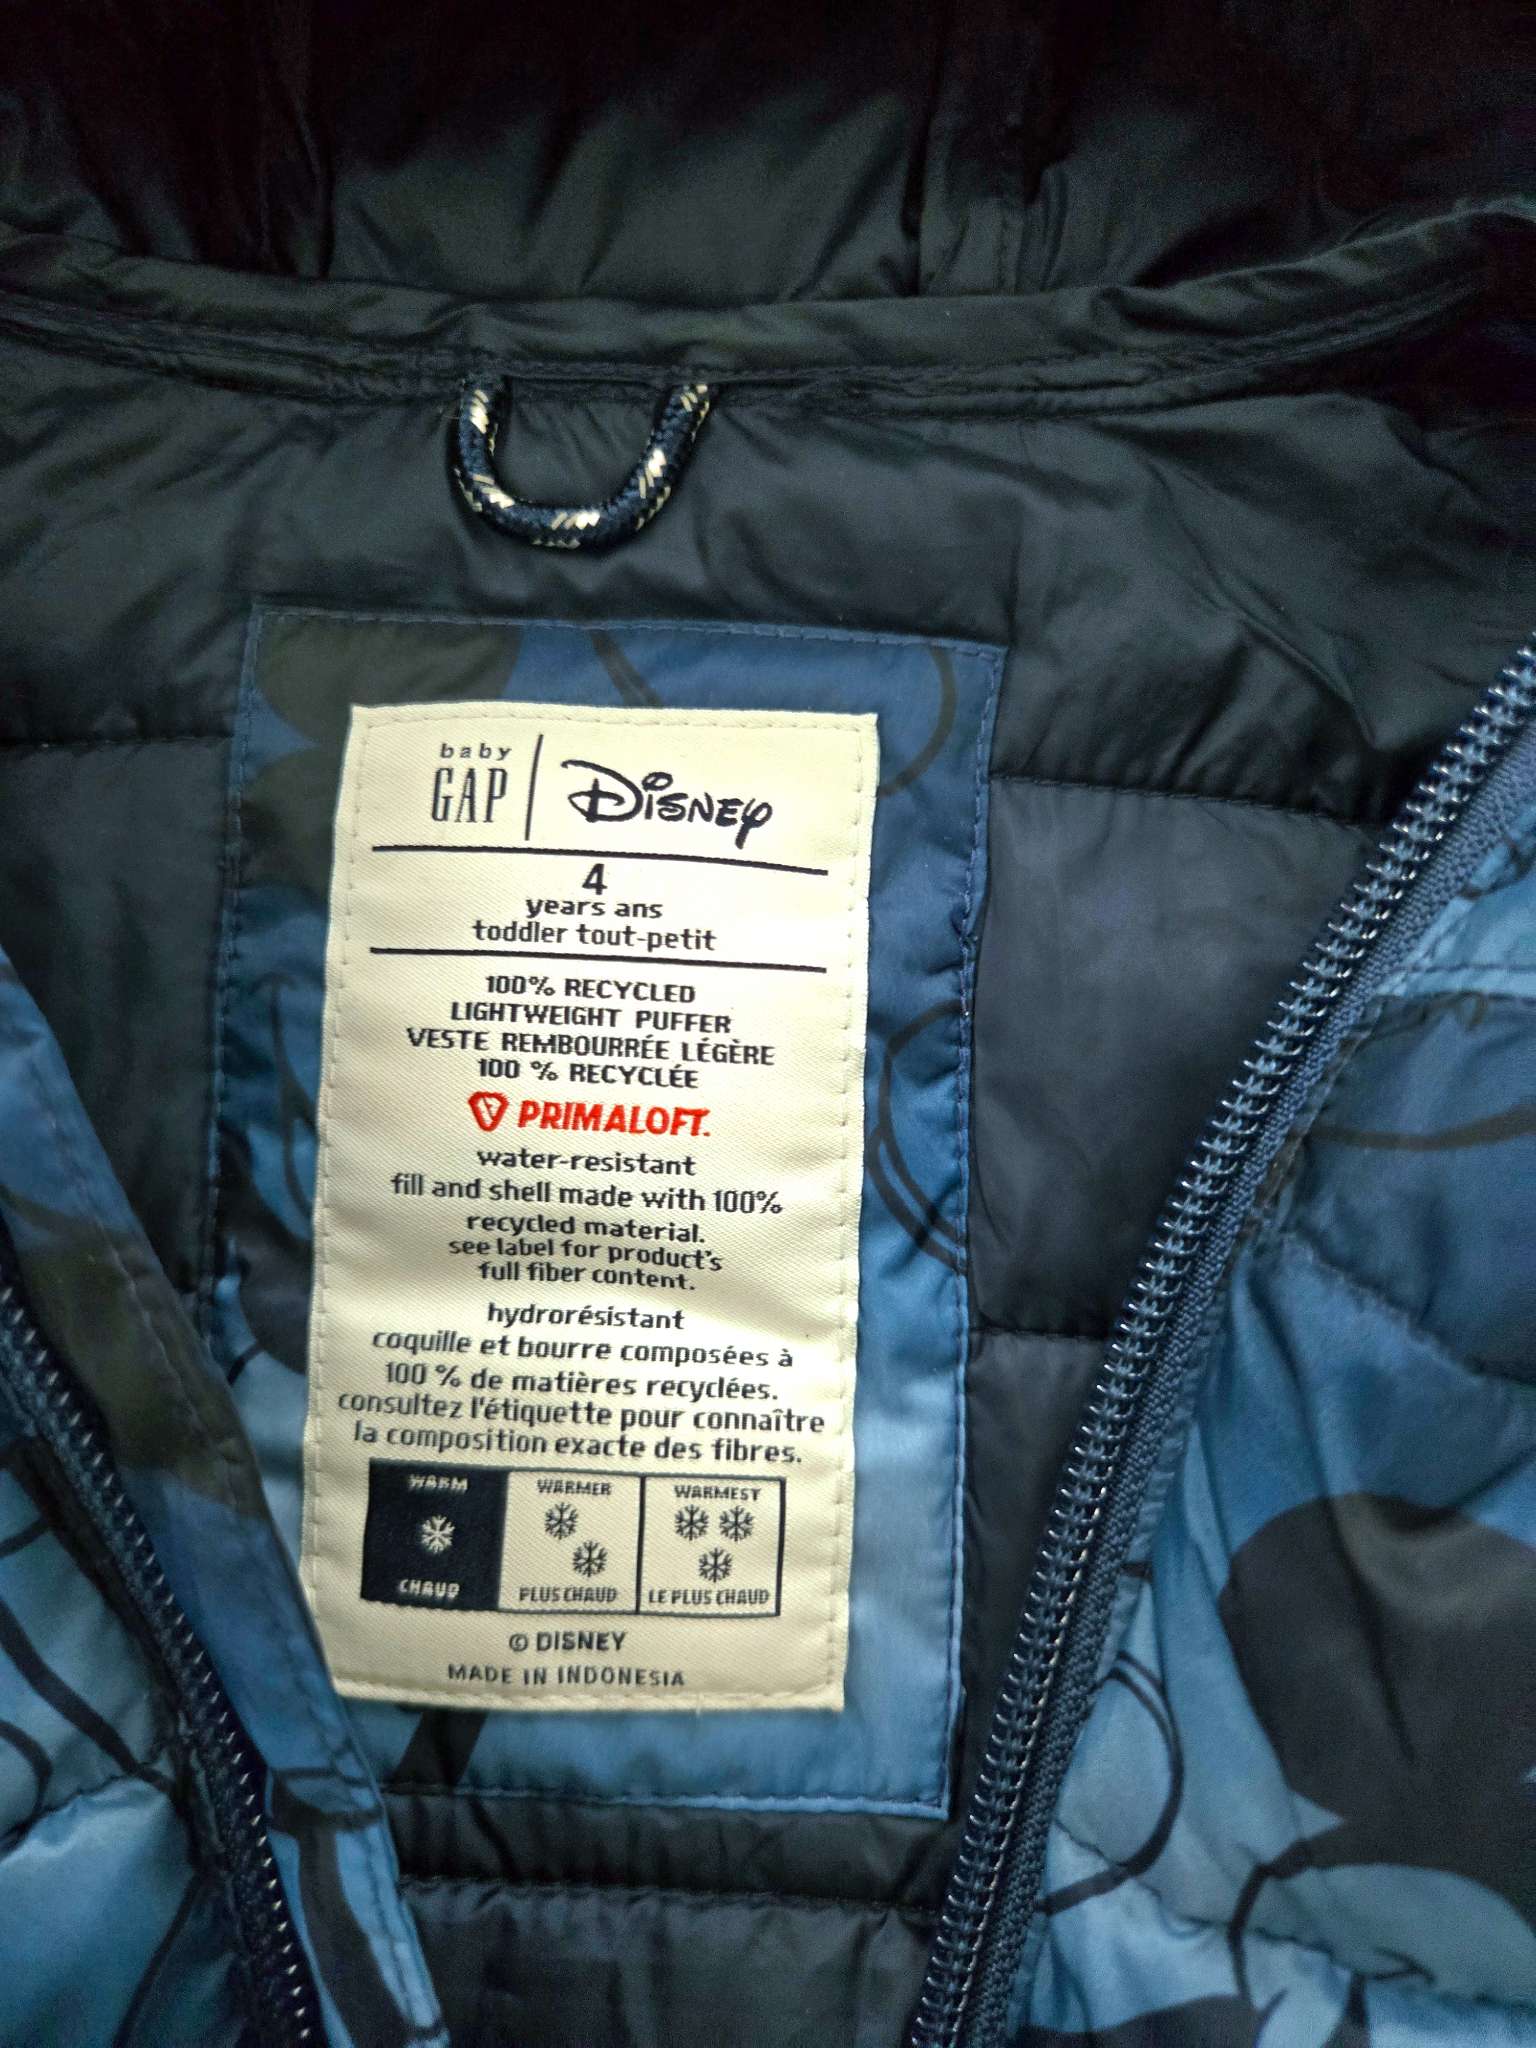 baby
GAP | Disney
4
years ans
toddler tout-petit
100% RECYCLED
LIGHTWEIGHT PUFFER
VESTE REMBOURRÉE LÉGÈRE
100 % RECYCLÉE
PRIMALOFT.
water-resistant
fill and shell made with 100%
recycled material.
see label for product's
full fiber content.
hydrorésistant
coquille et bourre composées à
100 % de matières recyclées.
consultez l'étiquette pour connaître
la composition exacte des fibres.
WARM WARMER WARMEST
CHAUD PLUS CHAUD LE PLUS CHAUD
© DISNEY
MADE IN INDONESIA